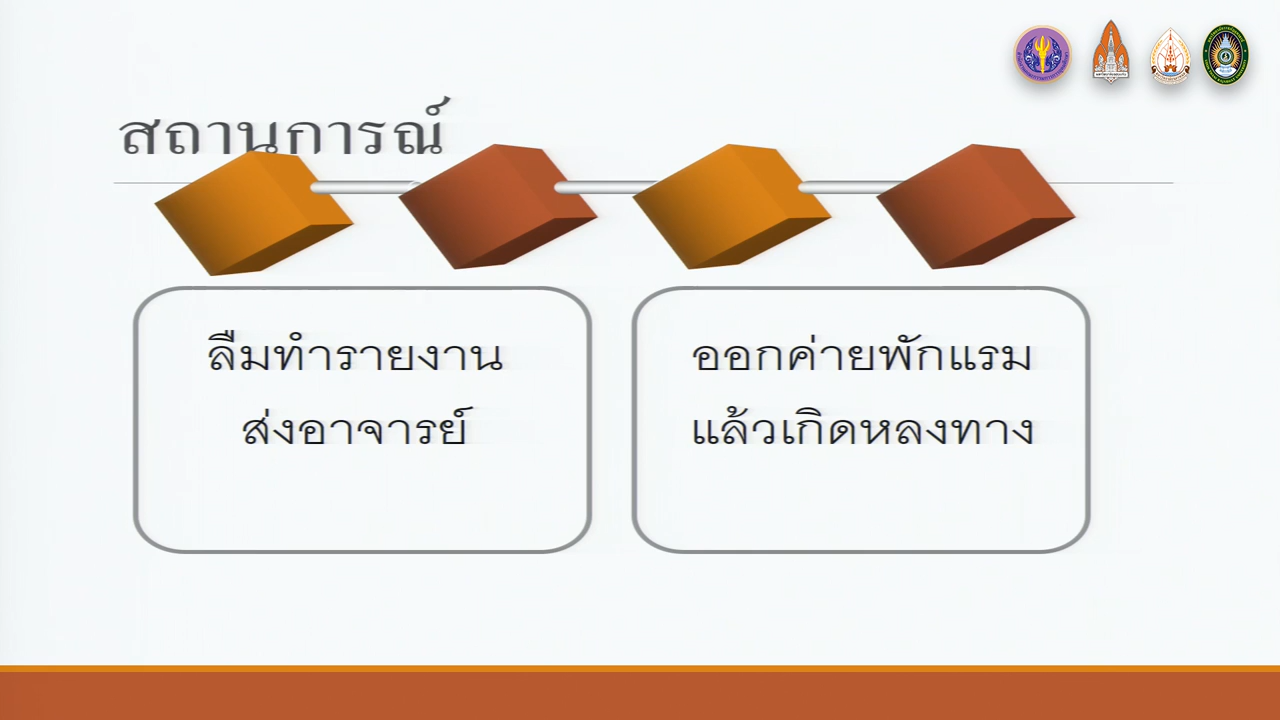 สถานการณ์
ลืมทำรายงาน
ส่งอาจารย์
ออกค่ายพักแรม
แล้วเกิดหลงทาง